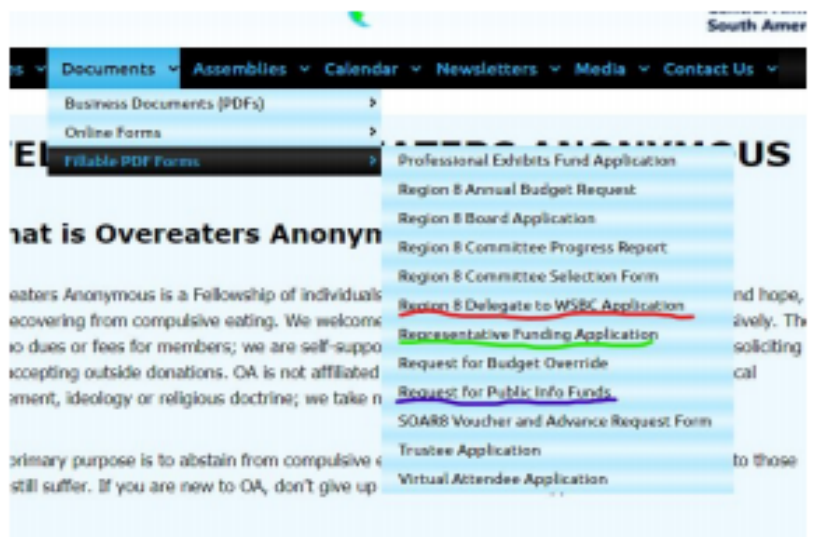 South Amer
es Documents Assemblies Calendar Newsletters Media Contact Us
Business Documents (PDFs)
Online Forms
Fillable PDF Forms
Professional Exhibits Fund Application
Region 8 Annual Budget Request
Region 8 Board Application
Region 8 Committee Progress Report
Region 8 Committee Selection Form
Region 8 Delegate to WSBC Application
Representative Funding Application
Request for Budget Override
Request for Public Info Funds
SOAR8 Voucher and Advance Request Form
Trustee Application
Virtual Attendee Application
EL EATERS ANONYMOUS
hat is Overeaters Anonym
eaters Anonymous is a Fellowship of individuals nd hope,
ecovering from compulsive eating. We welcome sively. The
o dues or fees for members; we are self-suppo soliciting
accepting outside donations. OA is not affiliated cal
ement, ideology or religious doctrine; we take n
primary purpose is to abstain from compulsive e to those
still suffer. If you are new to OA, don't give up